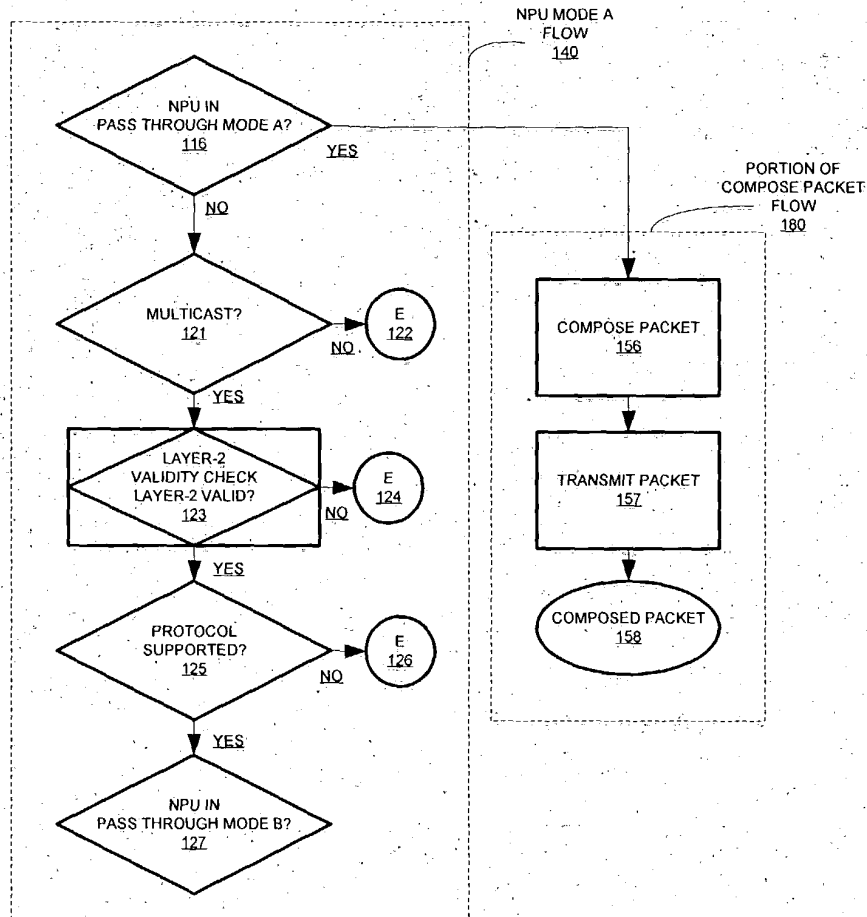 NPU MODE A
FLOW
140
NPU IN
PASS THROUGH MODE A?
116
YES
NO
PORTION OF
COMPOSE PACKET
FLOW
180
MULTICAST?
121
NO
E
122
YES
COMPOSE PACKET
156
LAYER-2
VALIDITY CHECK
LAYER-2 VALID?
123
NO
E
124
YES
TRANSMIT PACKET
157
PROTOCOL
SUPPORTED?
125
NO
E
126
YES
COMPOSED PACKET
158
NPU IN
PASS THROUGH MODE B?
127